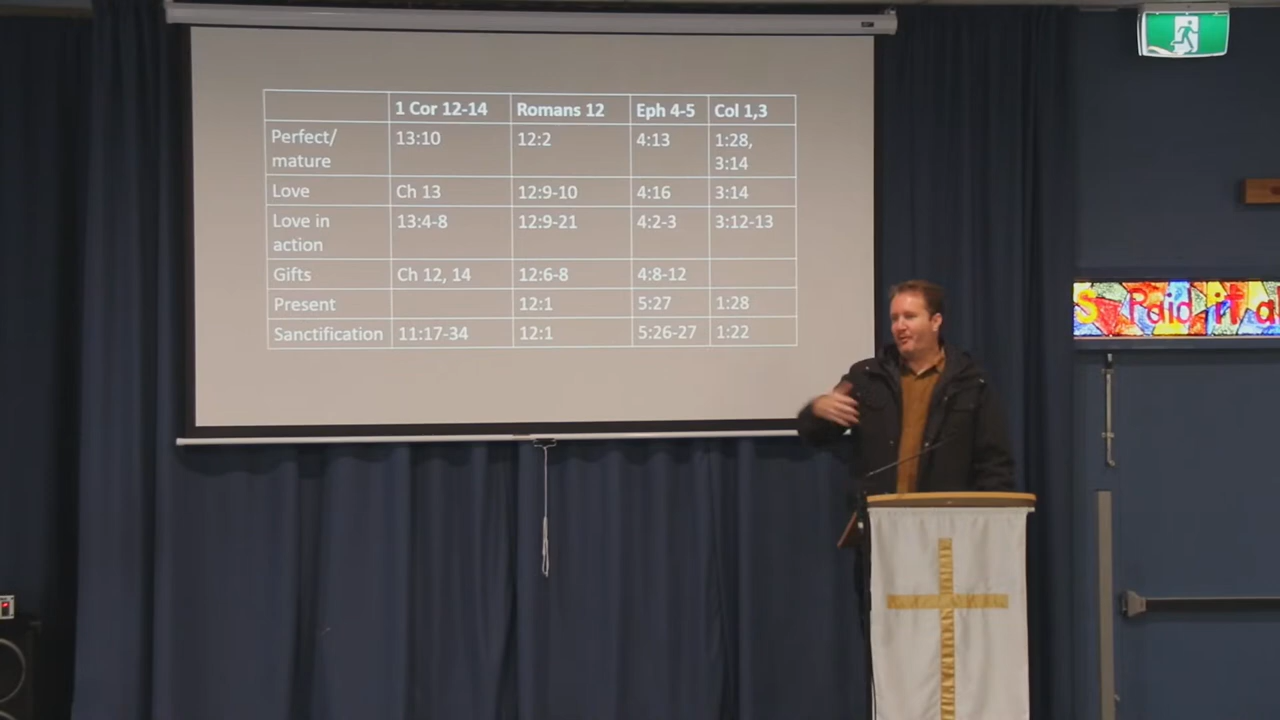 1 Cor 12-14 Romans 12 Eph 4-5 Col 1,3
Perfect/ mature 13:10 12:2 4:13 1:28, 3:14
Love Ch 13 12:9-10 4:16 3:14
Love in action 13:4-8 12:9-21 4:2-3 3:12-13
Gifts Ch 12, 14 12:6-8 4:8-12
Present 12:1 5:27 1:28
Sanctification 11:17-34 12:1 5:26-27 1:22
S Paid it a